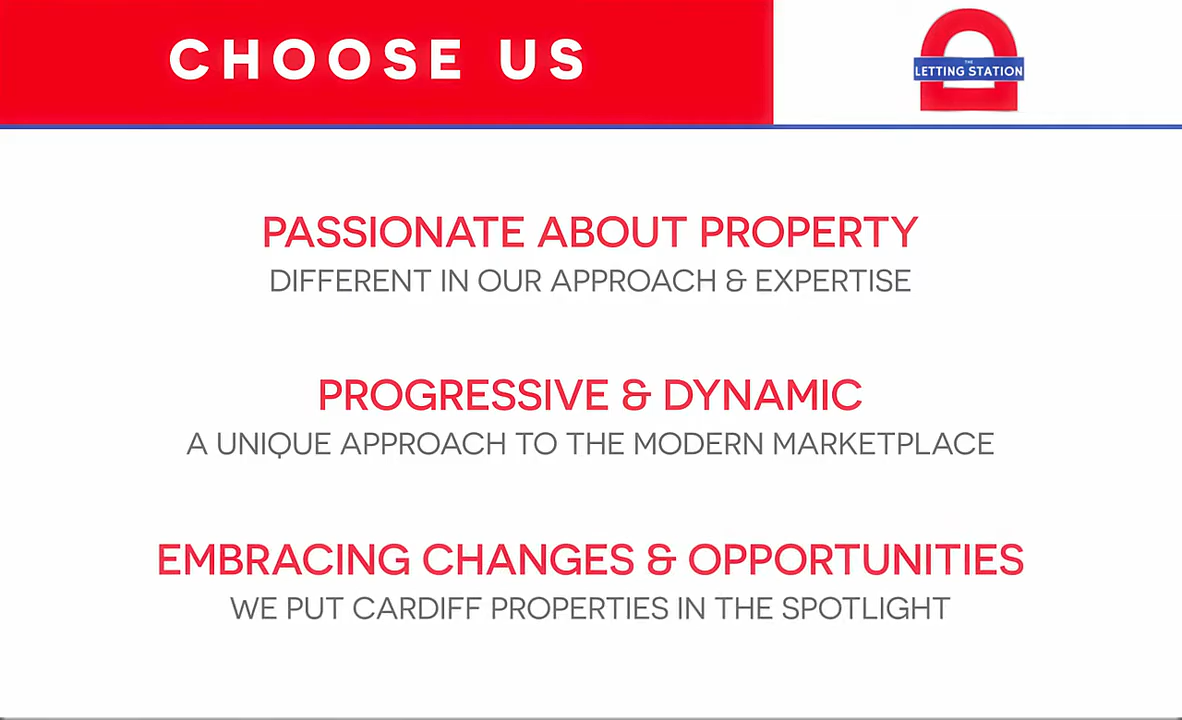 CHOOSE US
THE
LETTING STATION
PASSIONATE ABOUT PROPERTY
DIFFERENT IN OUR APPROACH & EXPERTISE
PROGRESSIVE & DYNAMIC
A UNIQUE APPROACH TO THE MODERN MARKETPLACE
EMBRACING CHANGES & OPPORTUNITIES
WE PUT CARDIFF PROPERTIES IN THE SPOTLIGHT